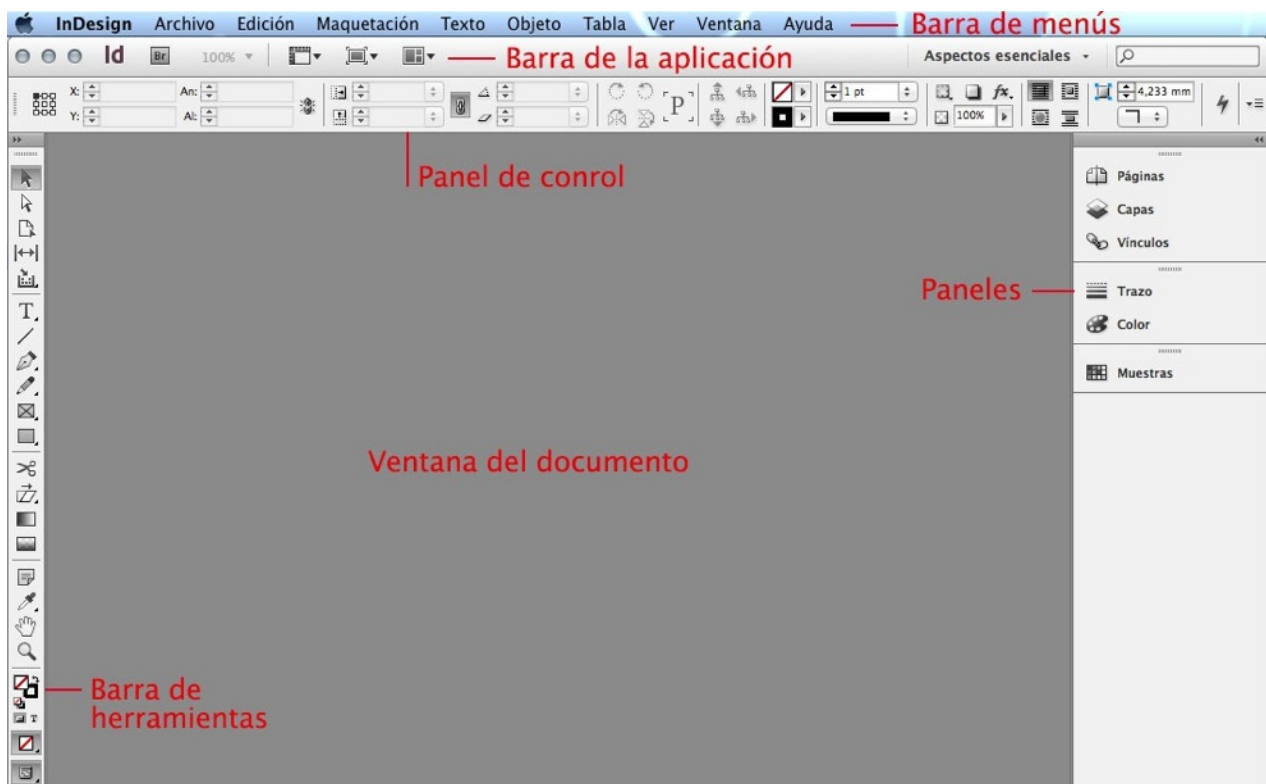 InDesign Archivo Edición Maquetación Texto Objeto Tabla Ver Ventana Ayuda Barra de menús
Id Br 100% Barra de la aplicación Aspectos esenciales
X: An: 1 pt fx. 4,233 mm
Y: Al: P 100%
Panel de conrol
Páginas
Capas
Vínculos
Paneles Trazo
Color
Muestras
T
Ventana del documento
Barra de
herramientas
T